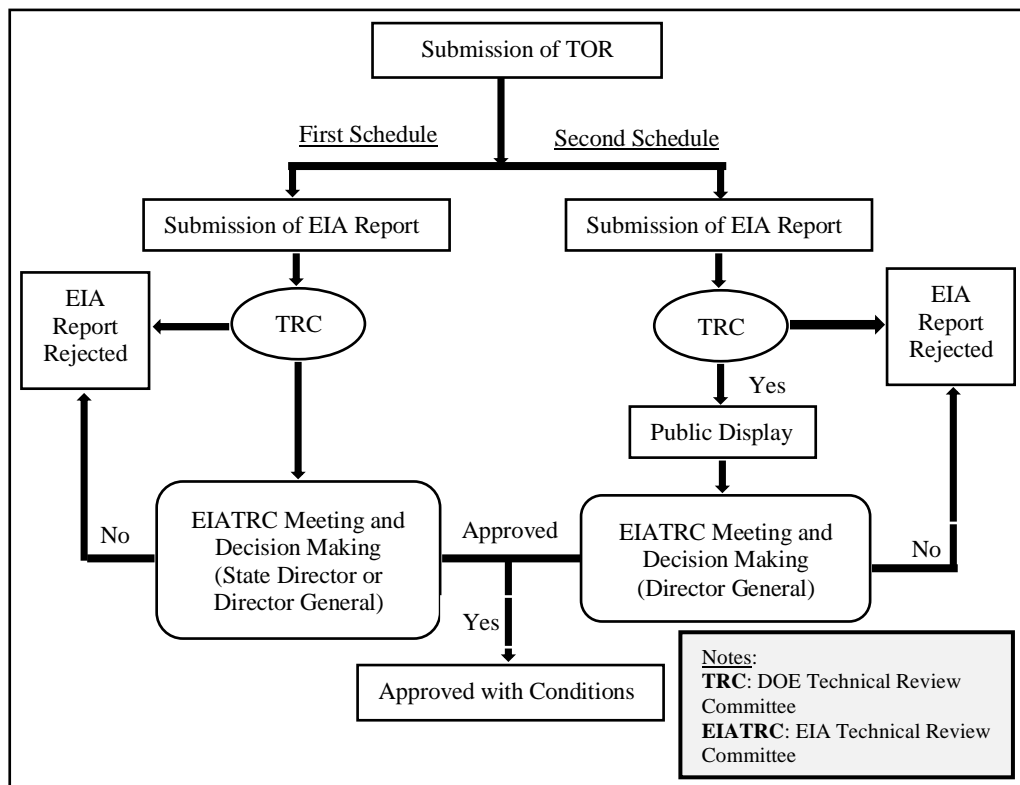 Submission of TOR
First Schedule
Second Schedule
Submission of EIA Report
Submission of EIA Report
EIA
Report
Rejected
TRC
TRC
EIA
Report
Rejected
Yes
Public Display
No
EIATRC Meeting and
Decision Making
(State Director or
Director General)
Approved
EIATRC Meeting and
Decision Making
(Director General)
No
Yes
Approved with Conditions
Notes:
TRC: DOE Technical Review
Committee
EIATRC: EIA Technical Review
Committee